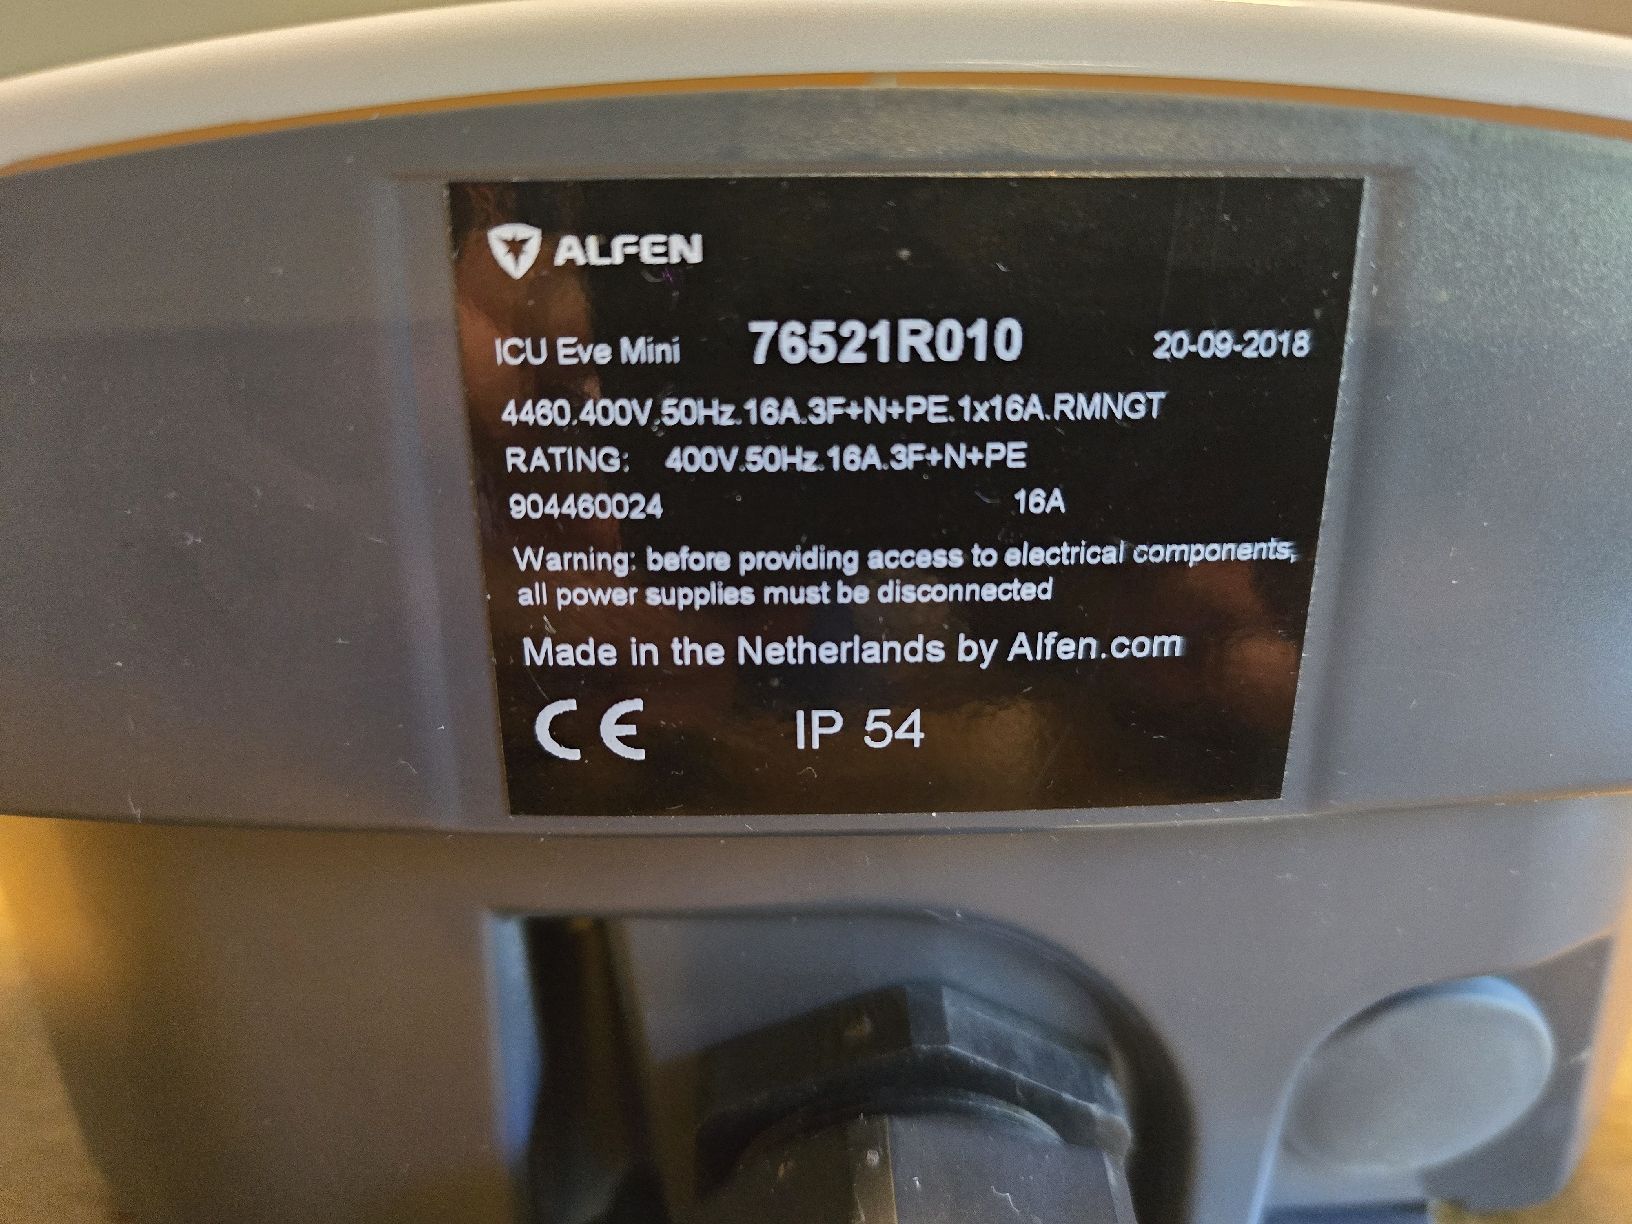 ALFEN
ICU Eve Mini 76521R010 20-09-2018
4460.400V.50Hz.16A.3F+N+PE.1x16A.RMNGT
RATING: 400V.50Hz.16A.3F+N+PE
904460024 16A
Warning: before providing access to electrical components,
all power supplies must be disconnected
Made in the Netherlands by Alfen.com
CE IP 54